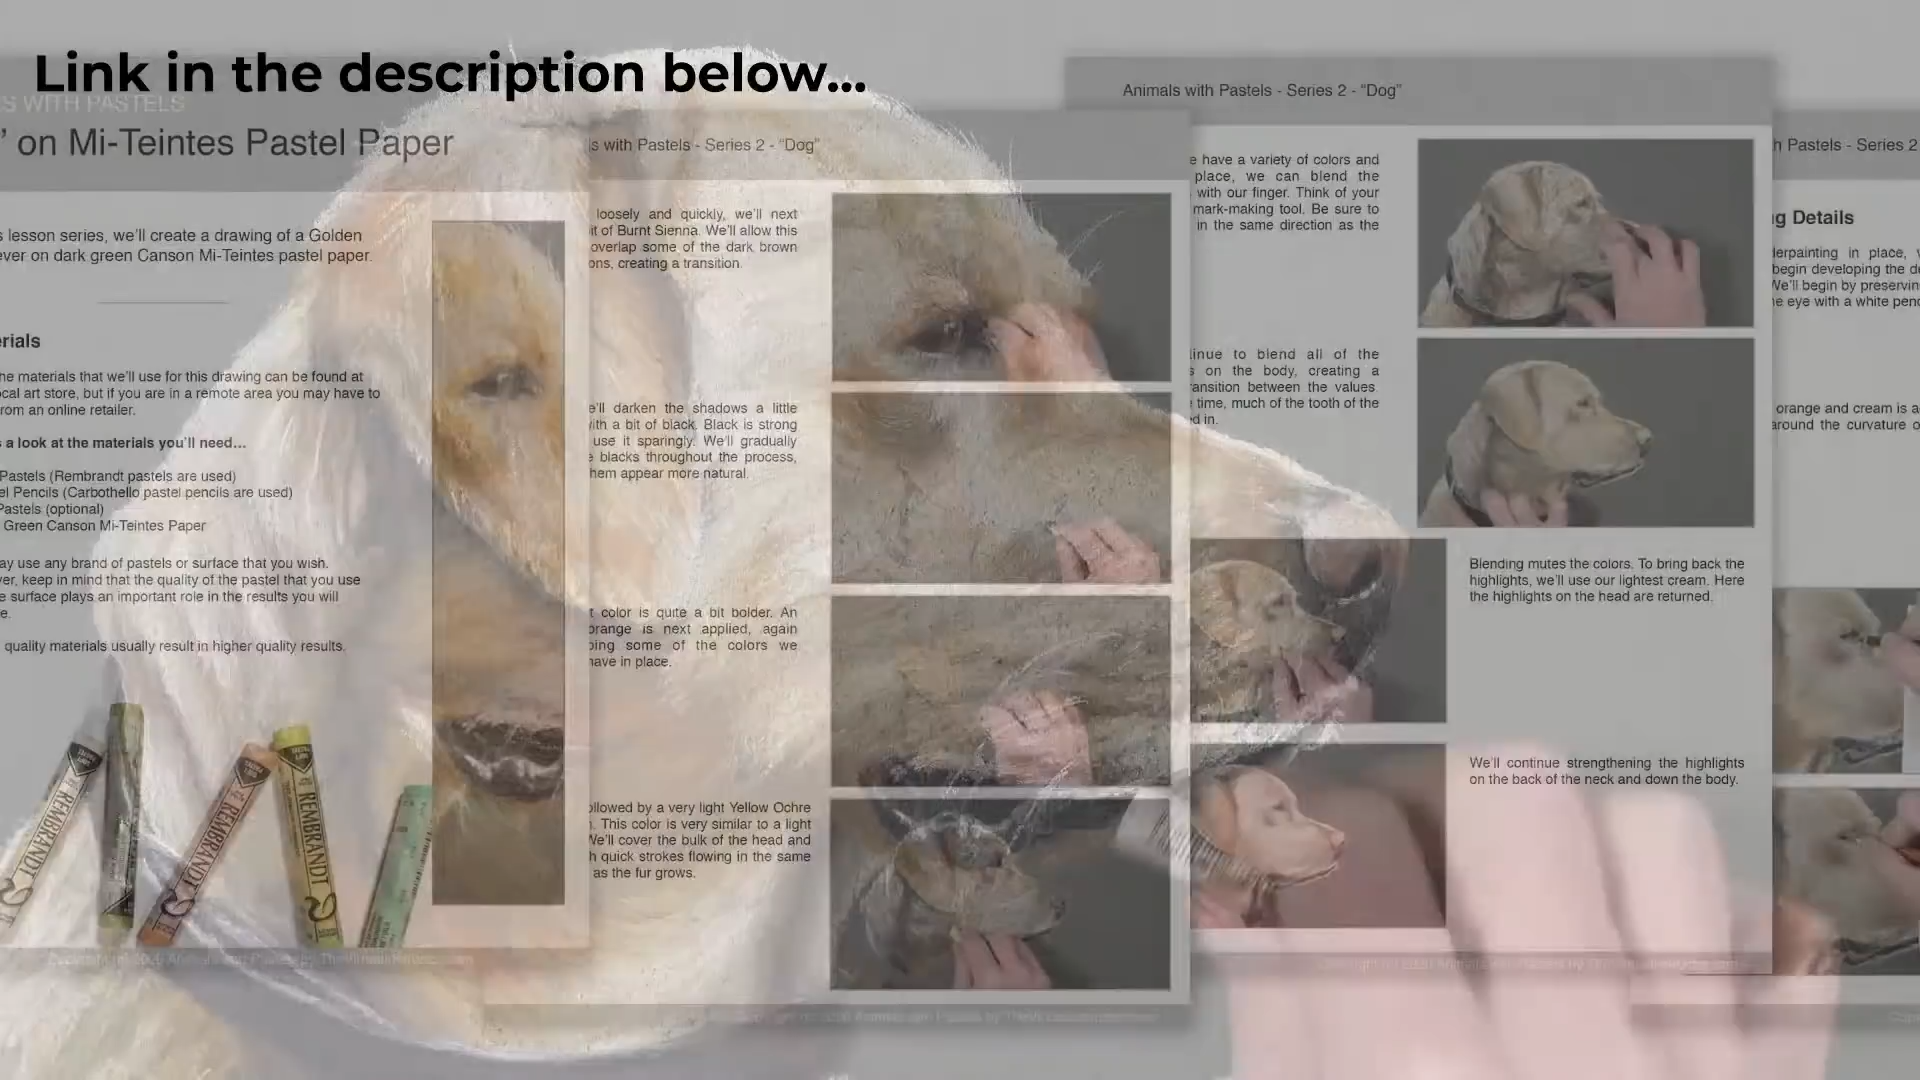 Link in the description below...
S WITH PASTELS
" on Mi-Teintes Pastel Paper
s lesson series, we'll create a drawing of a Golden
ever on dark green Canson Mi-Teintes pastel paper.
erials
he materials that we'll use for this drawing can be found at
ocal art store, but if you are in a remote area you may have to
rom an online retailer.
s a look at the materials you'll need...
Pastels (Rembrandt pastels are used)
el Pencils (Carbothello pastel pencils are used)
Pastels (optional)
Green Canson Mi-Teintes Paper
ay use any brand of pastels or surface that you wish.
ver, keep in mind that the quality of the pastel that you use
e surface plays an important role in the results you will
e.
quality materials usually result in higher quality results.
REMBRANDT
REMBRANDT
REMBRANDT
ls with Pastels - Series 2 - “Dog”
loosely and quickly, we'll next
it of Burnt Sienna. We'll allow this
overlap some of the dark brown
ons, creating a transition.
e'll darken the shadows a little
with a bit of black. Black is strong
use it sparingly. We'll gradually
e blacks throughout the process,
hem appear more natural.
t color is quite a bit bolder. An
orange is next applied, again
ping some of the colors we
have in place.
ollowed by a very light Yellow Ochre
. This color is very similar to a light
We'll cover the bulk of the head and
h quick strokes flowing in the same
as the fur grows.
Animals with Pastels - Series 2 - “Dog”
e have a variety of colors and
place, we can blend the
with our finger. Think of your
mark-making tool. Be sure to
in the same direction as the
inue to blend all of the
s on the body, creating a
ransition between the values.
time, much of the tooth of the
d in.
Blending mutes the colors. To bring back the
highlights, we'll use our lightest cream. Here
the highlights on the head are returned.
We'll continue strengthening the highlights
on the back of the neck and down the body.
h Pastels - Series 2
g Details
derpainting in place,
begin developing the de
We'll begin by preservin
he eye with a white penc
orange and cream is a
around the curvature o